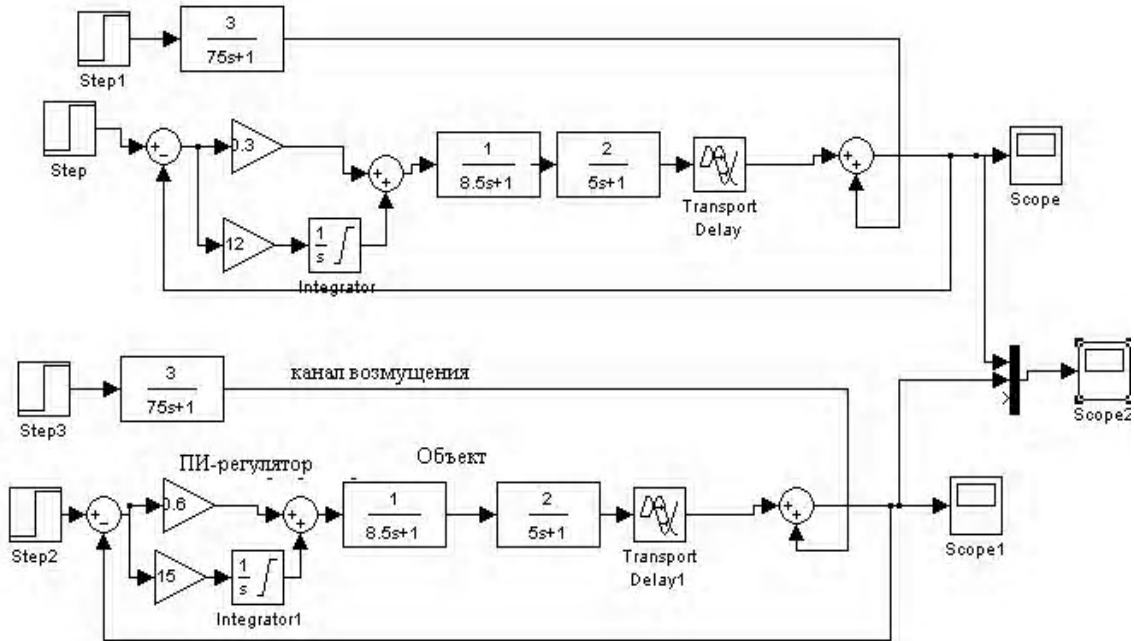 3
75s+1
Step1
Step
0.3
1
8.5s+1
2
5s+1
Transport
Delay
Scope
12
1
s
Integrator
3
75s+1
Step3
канал возмущения
Scope2
ПИ-регулятор
Объект
Step2
0.6
1
8.5s+1
2
5s+1
Transport
Delay1
Scope1
15
1
s
Integrator1